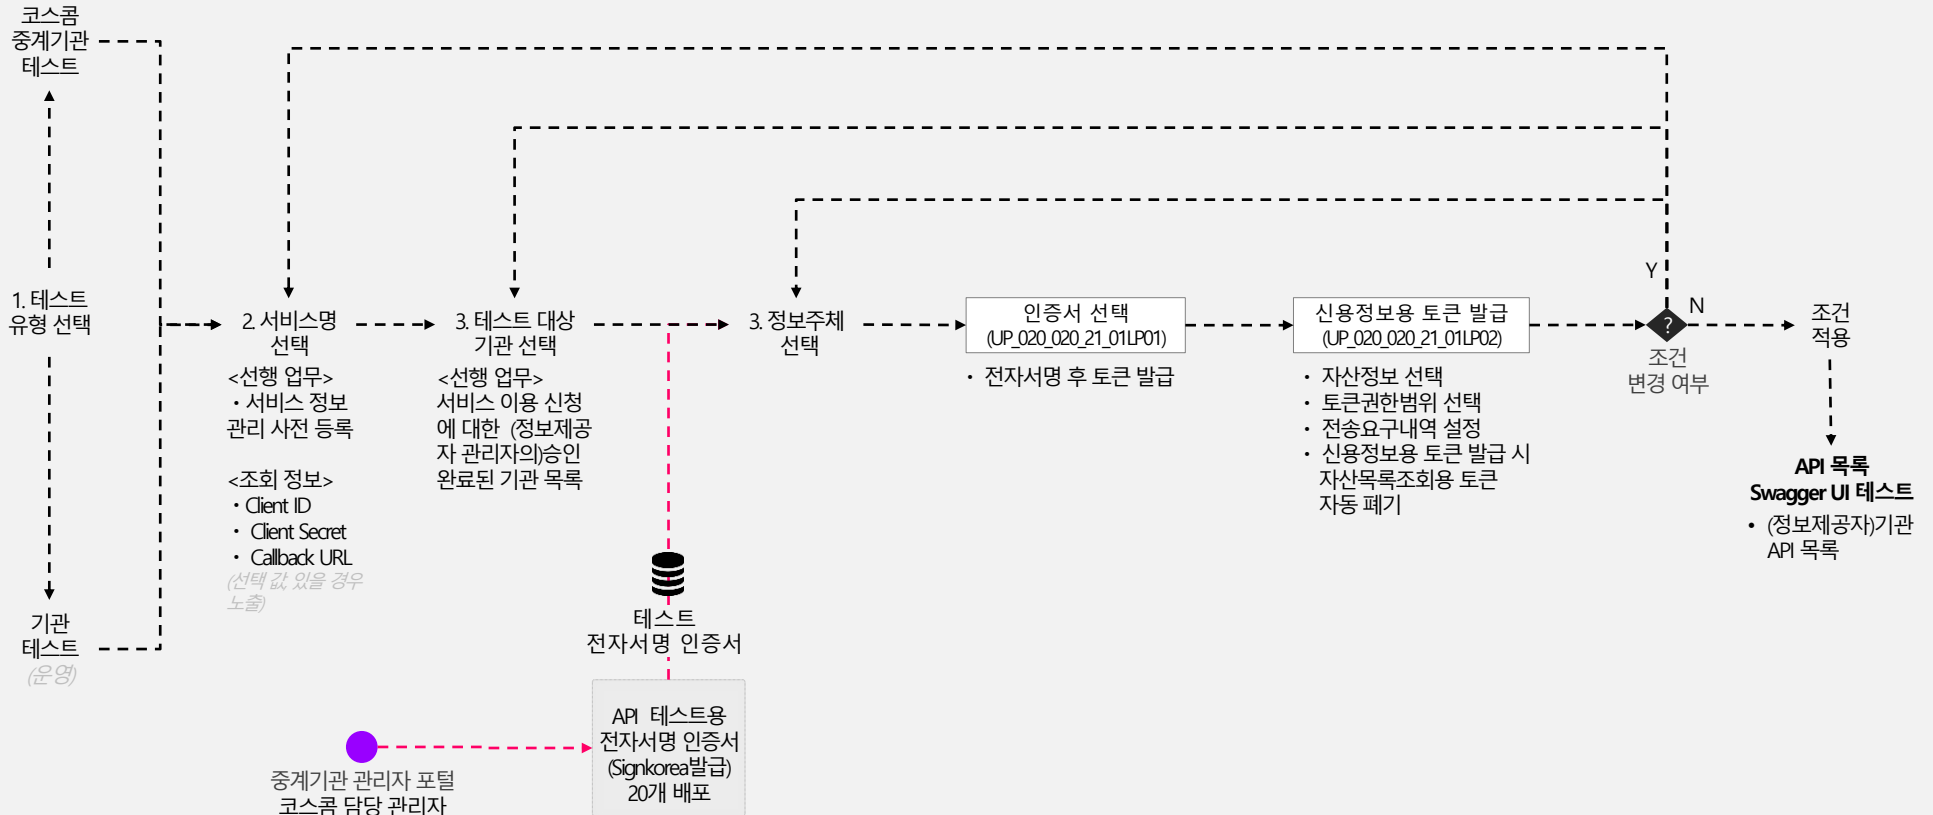 코스콤
중계기관
테스트
1. 테스트
유형 선택
기관
테스트
(운영)
2. 서비스명
선택
<선행 업무>
• 서비스 정보
관리 사전 등록
<조회 정보>
• Client ID
• Client Secret
• Callback URL
(선택 값 있을 경우
노출)
3. 테스트 대상
기관 선택
<선행 업무>
서비스 이용 신청
에 대한 (정보제공
자 관리자의)승인
완료된 기관 목록
테스트
전자서명 인증서
API 테스트용
전자서명 인증서
(Signkorea발급)
20개 배포
중계기관 관리자 포털
코스콤 담당 관리자
3. 정보주체
선택
인증서 선택
(UP_020_020_21_01LP01)
• 전자서명 후 토큰 발급
신용정보용 토큰 발급
(UP_020_020_21_01LP02)
• 자산정보 선택
• 토큰권한범위 선택
• 전송요구내역 설정
• 신용정보용 토큰 발급 시
자산목록조회용 토큰
자동 폐기
Y
N
?
조건
변경 여부
조건
적용
API 목록
Swagger UI 테스트
• (정보제공자)기관
API 목록